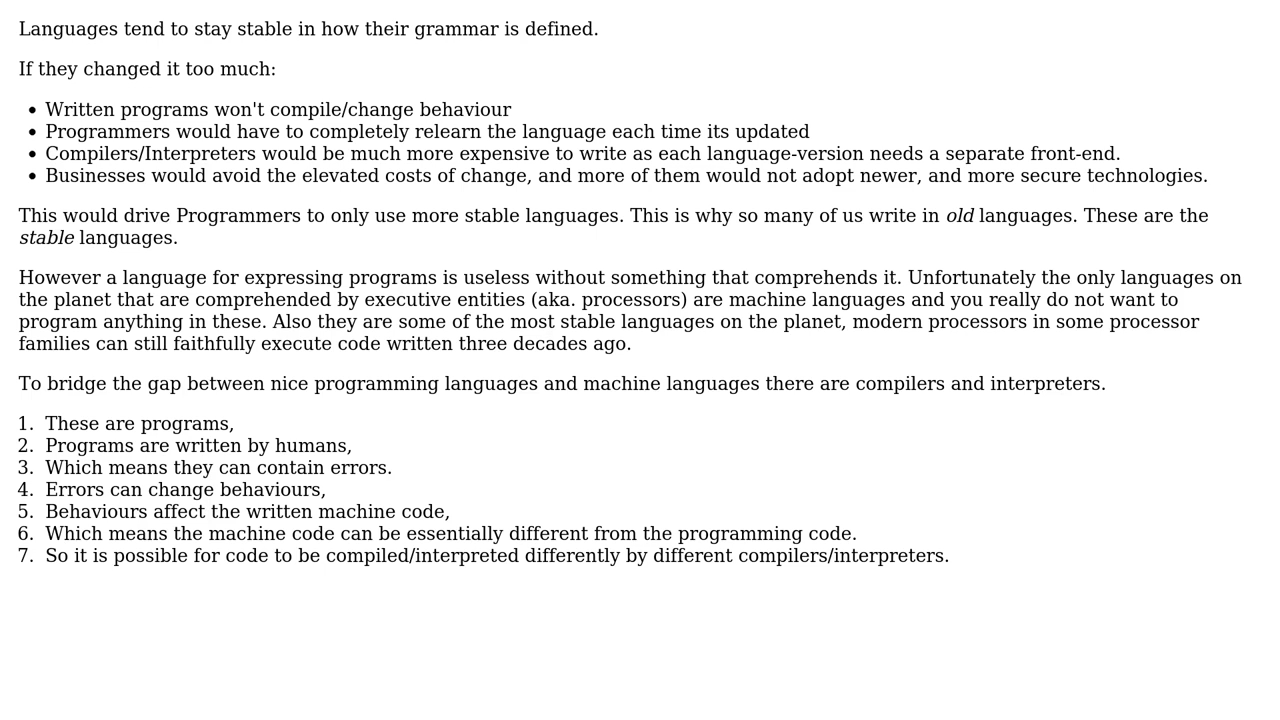 Languages tend to stay stable in how their grammar is defined.
If they changed it too much:
• Written programs won't compile/change behaviour
• Programmers would have to completely relearn the language each time its updated
• Compilers/Interpreters would be much more expensive to write as each language-version needs a separate front-end.
• Businesses would avoid the elevated costs of change, and more of them would not adopt newer, and more secure technologies.
This would drive Programmers to only use more stable languages. This is why so many of us write in old languages. These are the
stable languages.
However a language for expressing programs is useless without something that comprehends it. Unfortunately the only languages on
the planet that are comprehended by executive entities (aka. processors) are machine languages and you really do not want to
program anything in these. Also they are some of the most stable languages on the planet, modern processors in some processor
families can still faithfully execute code written three decades ago.
To bridge the gap between nice programming languages and machine languages there are compilers and interpreters.
1. These are programs,
2. Programs are written by humans,
3. Which means they can contain errors.
4. Errors can change behaviours,
5. Behaviours affect the written machine code,
6. Which means the machine code can be essentially different from the programming code.
7. So it is possible for code to be compiled/interpreted differently by different compilers/interpreters.